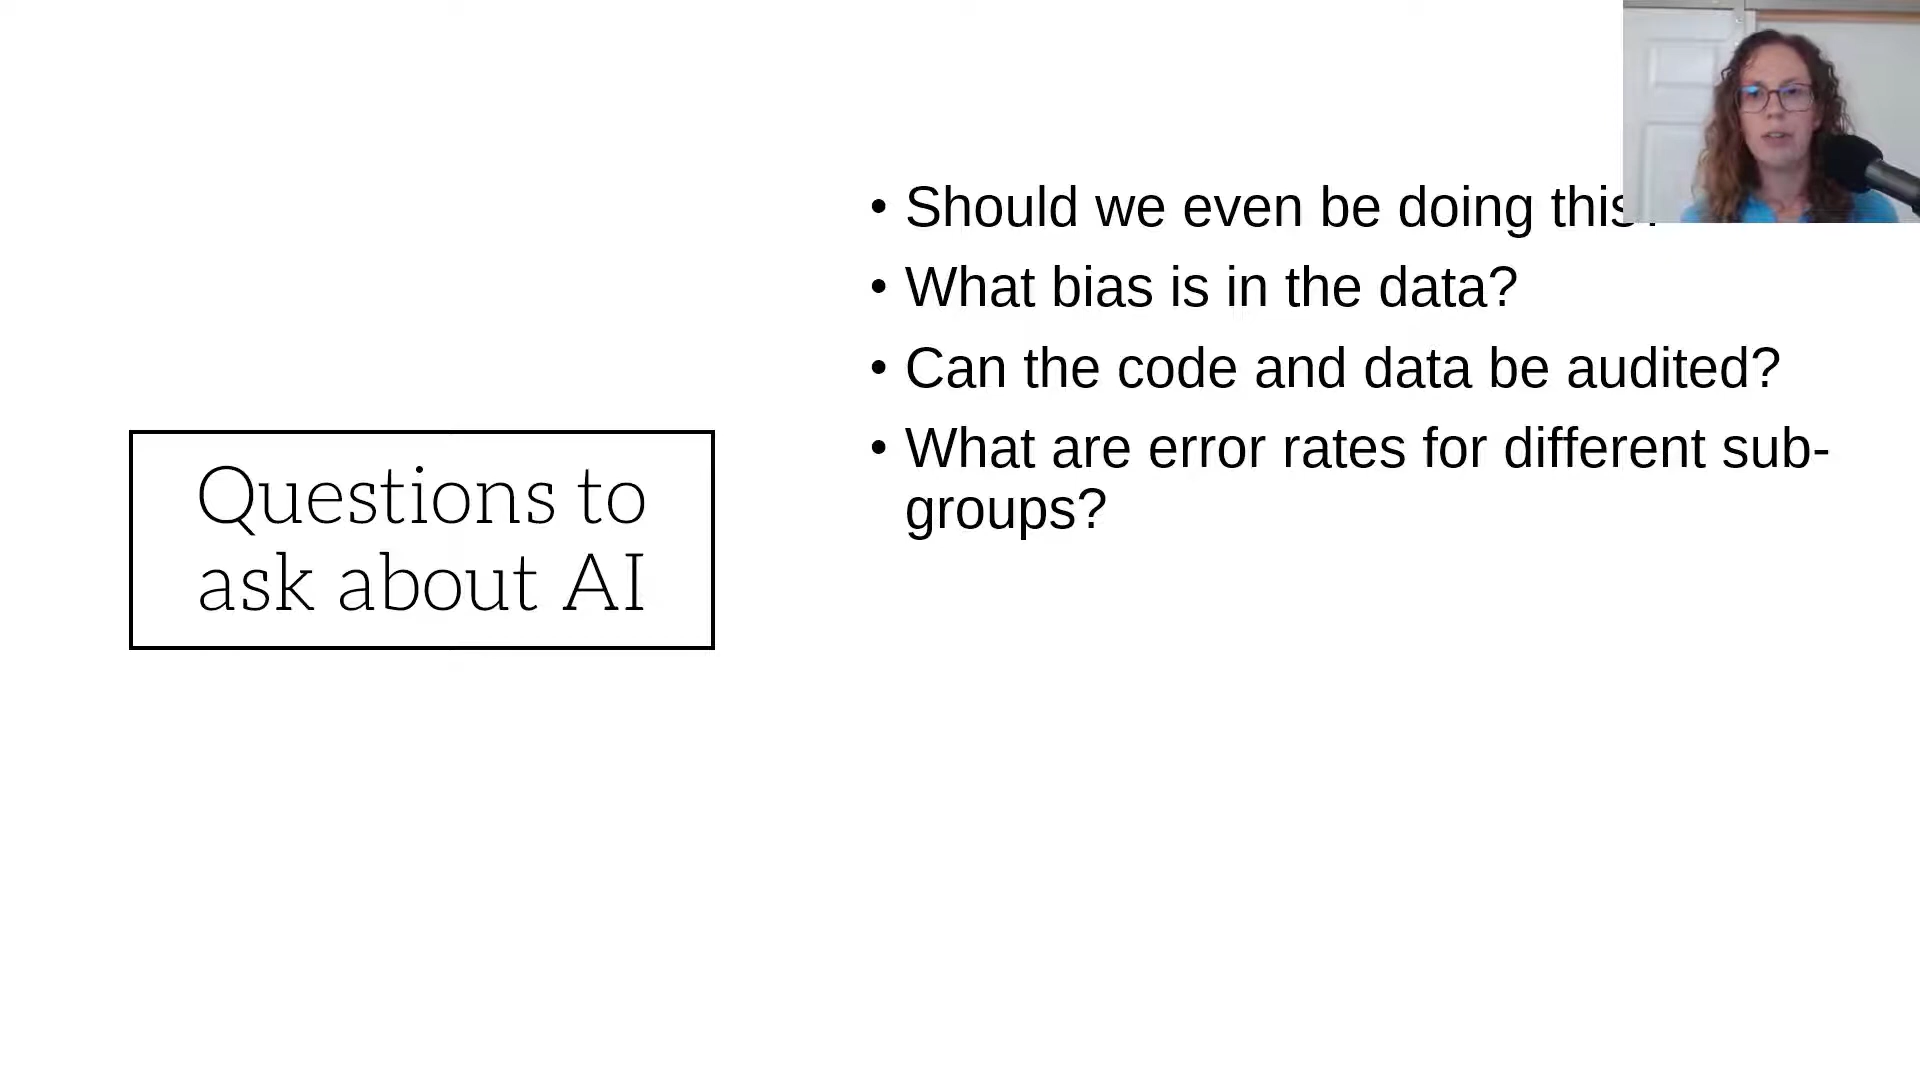 Questions to
ask about AI
• Should we even be doing this?
• What bias is in the data?
• Can the code and data be audited?
• What are error rates for different sub-
groups?